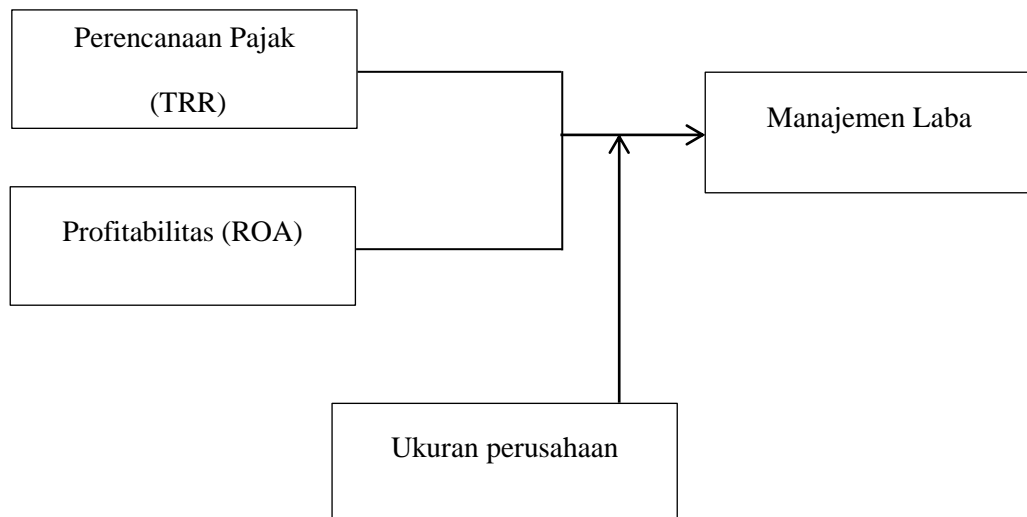 Perencanaan Pajak
(TRR)
Manajemen Laba
Profitabilitas (ROA)
Ukuran perusahaan